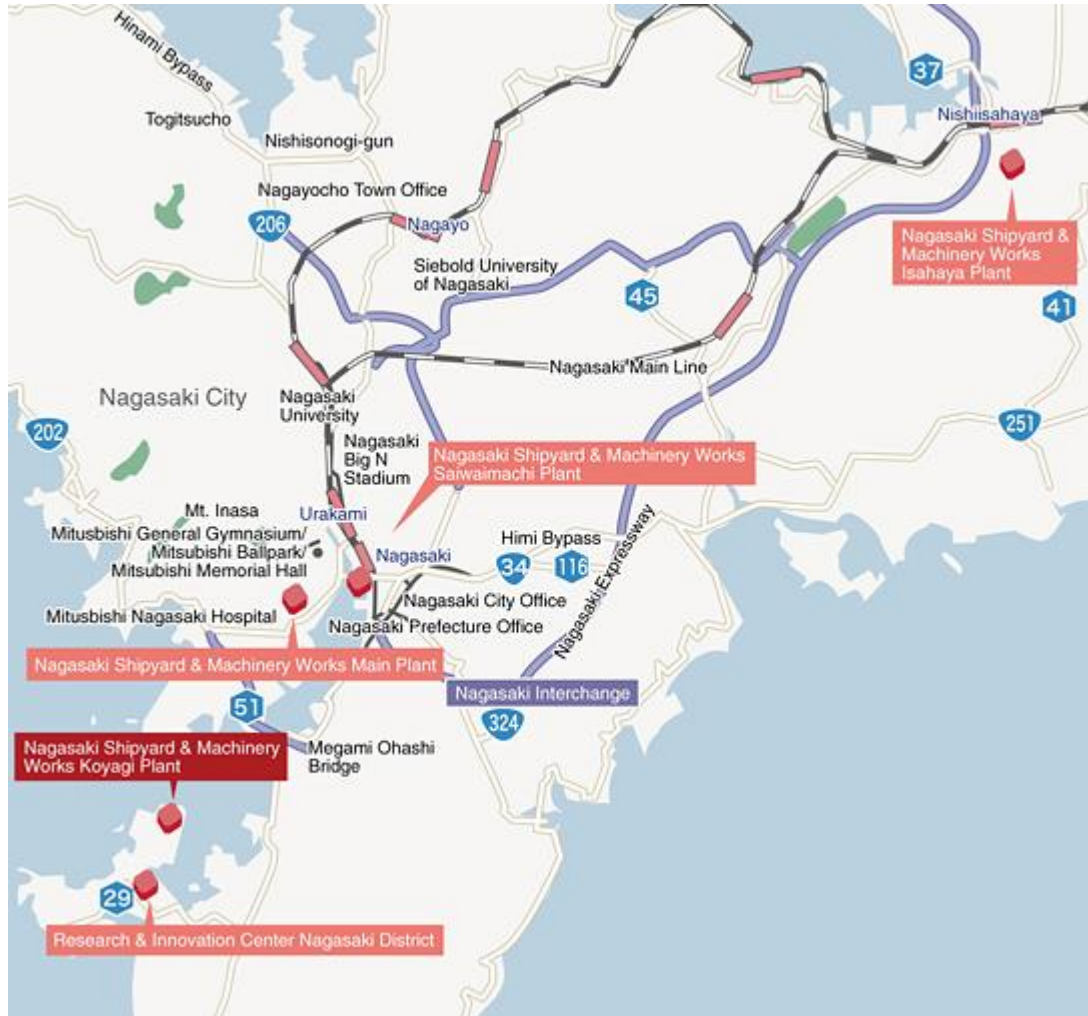 Hinami Bypass
37
Togitsucho
Nishiisahaya
Nishisonogi-gun
Nagayocho Town Office
206
Nagayo
Nagasaki Shipyard &
Machinery Works
Isahaya Plant
Siebold University
of Nagasaki
45
41
Nagasaki Main Line
Nagasaki City
Nagasaki
University
202
251
Nagasaki
Big N
Stadium
Nagasaki Shipyard & Machinery Works
Saiwaimachi Plant
Mt. Inasa
Urakami
Mitusbishi General Gymnasium/
Mitsubishi Ballpark/
Mitsubishi Memorial Hall
Nagasaki
Himi Bypass
34
116
Nagasaki Expressway
Nagasaki City Office
Mitusbishi Nagasaki Hospital
Nagasaki Prefecture Office
Nagasaki Shipyard & Machinery Works Main Plant
Nagasaki Interchange
51
324
Nagasaki Shipyard & Machinery
Works Koyagi Plant
Megami Ohashi
Bridge
29
Research & Innovation Center Nagasaki District